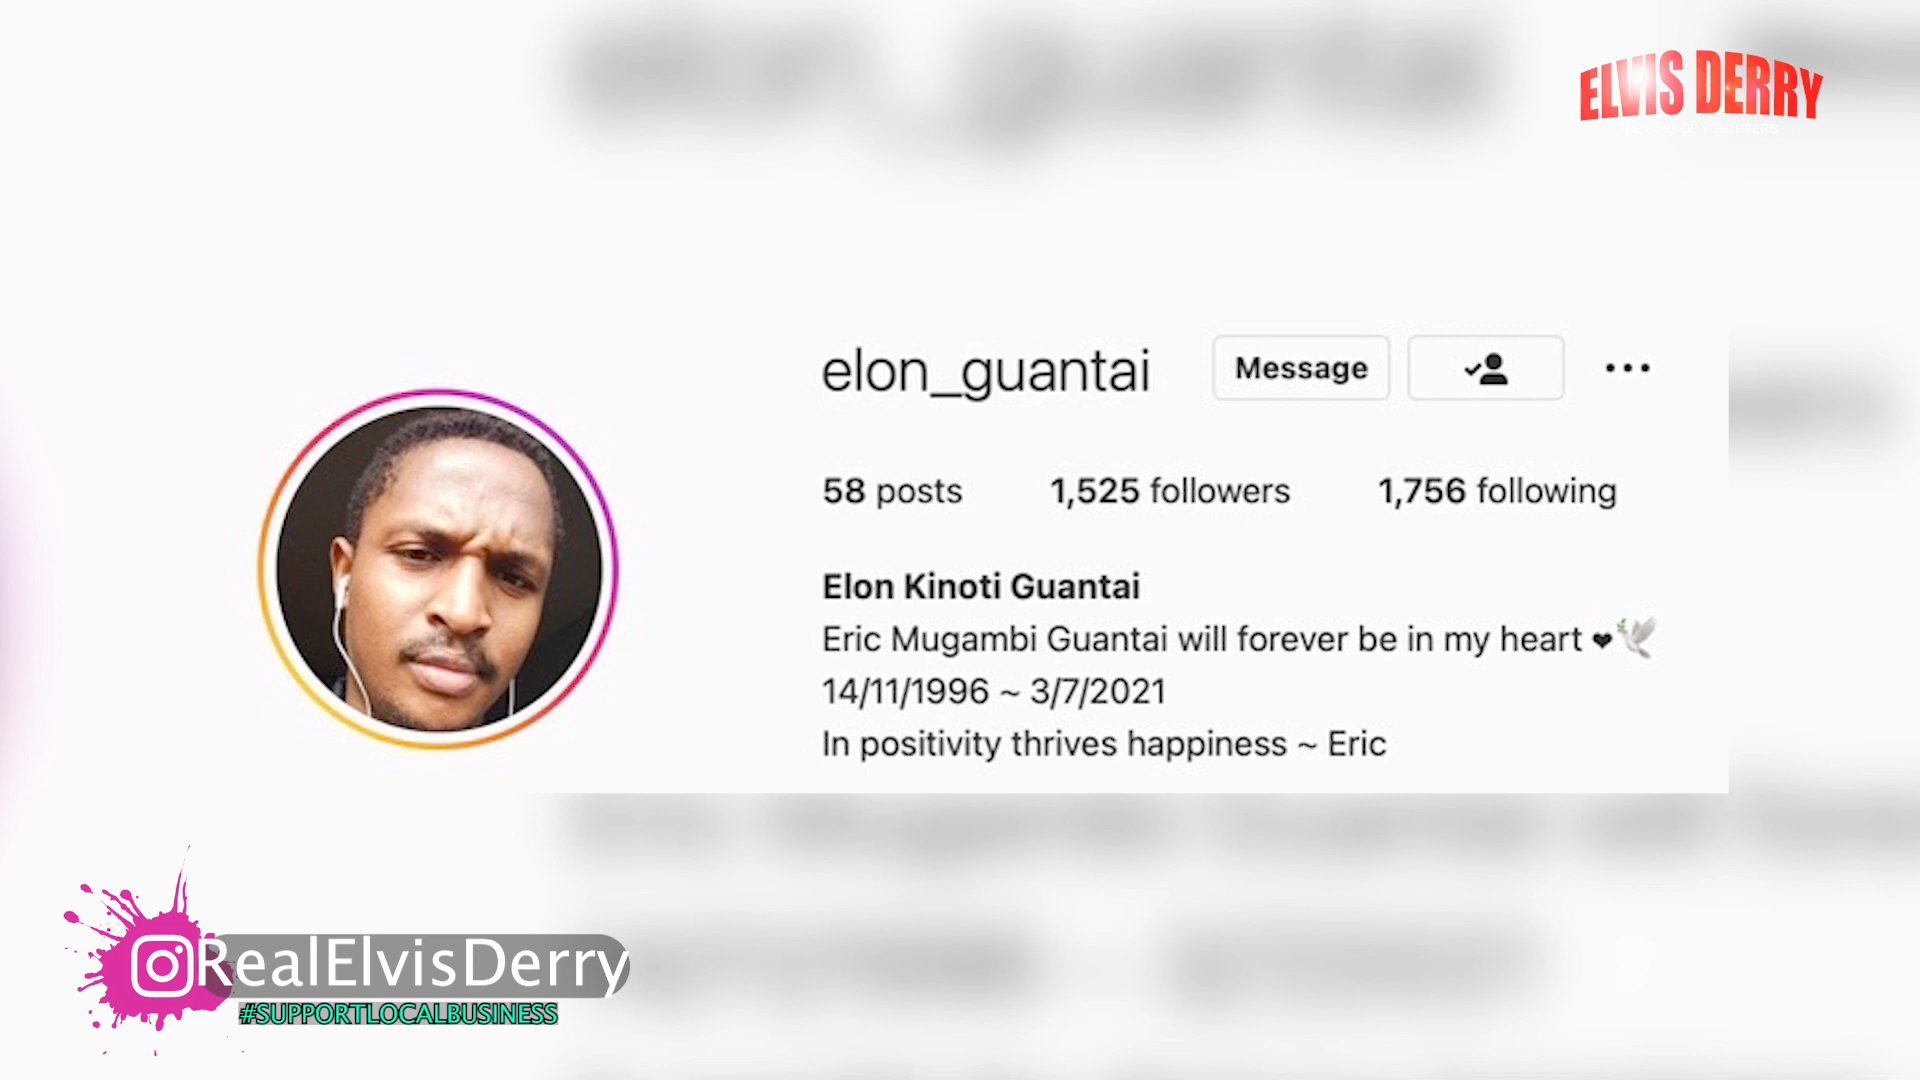 ELVIS DERRY
elon_guantai
Message
58 posts
1,525 followers
1,756 following
Elon Kinoti Guantai
Eric Mugambi Guantai will forever be in my heart ❤🕊
14/11/1996 ~ 3/7/2021
In positivity thrives happiness ~ Eric
RealElvisDerry
#SUPPORTLOCALBUSINESS